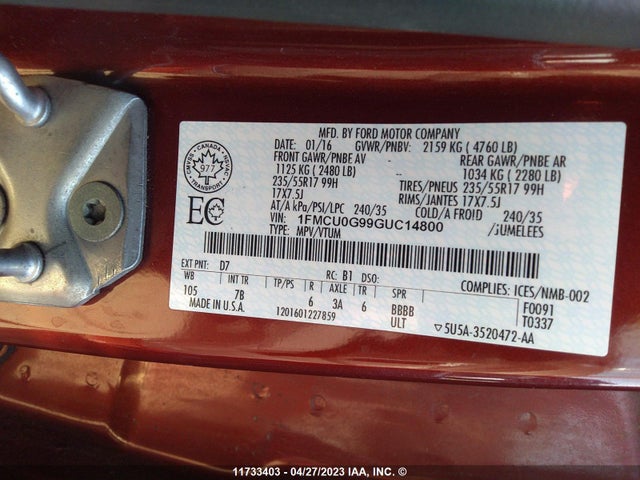 MFD. BY FORD MOTOR COMPANY
DATE: 01/16 GVWR/PNBV: 2159 KG ( 4760 LB)
FRONT GAWR/PNBE AV REAR GAWR/PNBE AR
1125 KG ( 2480 LB) 1034 KG ( 2280 LB)
235/55R17 99H TIRES/PNEUS 235/55R17 99H
17X7.5J RIMS/JANTES 17X7.5J
AT/A kPa/PSI/LPC 240/35 COLD/A FROID 240/35
VIN: 1FMCU0G99GUC14800 /JUMELEES
TYPE: MPV/VTUM
CANADA
977
TRANSPORT
EC
EXT PNT: D7 RC: B1 DSO:
WB TP/PS R AXLE TR SPR COMPLIES: ICES/NMB-002
105 7B 6 3A 6 BBBB F0091
MADE IN U.S.A. 1201601227859 ULT T0337
▽5U5A-3520472-AA
11733403 - 04/27/2023 IAA, INC. ©